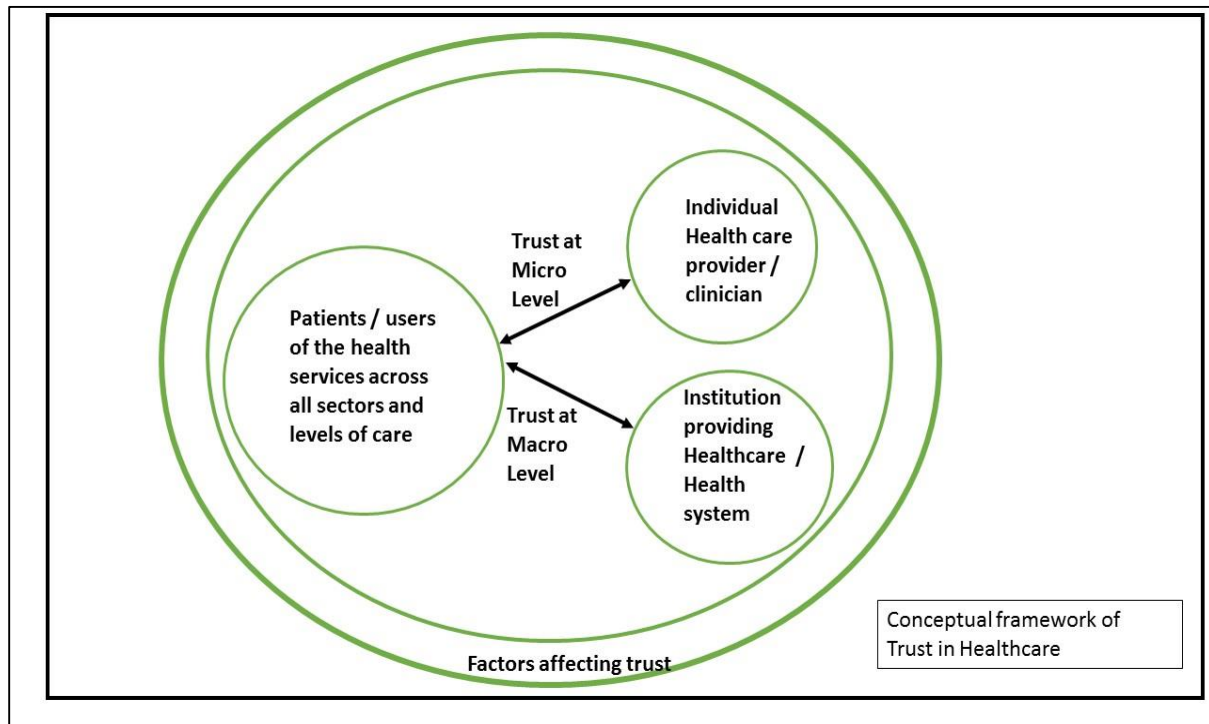 Patients / users
of the health
services across
all sectors and
levels of care
Trust at
Micro
Level
Individual
Health care
provider /
clinician
Trust at
Macro
Level
Institution
providing
Healthcare /
Health
system
Factors affecting trust
Conceptual framework of
Trust in Healthcare